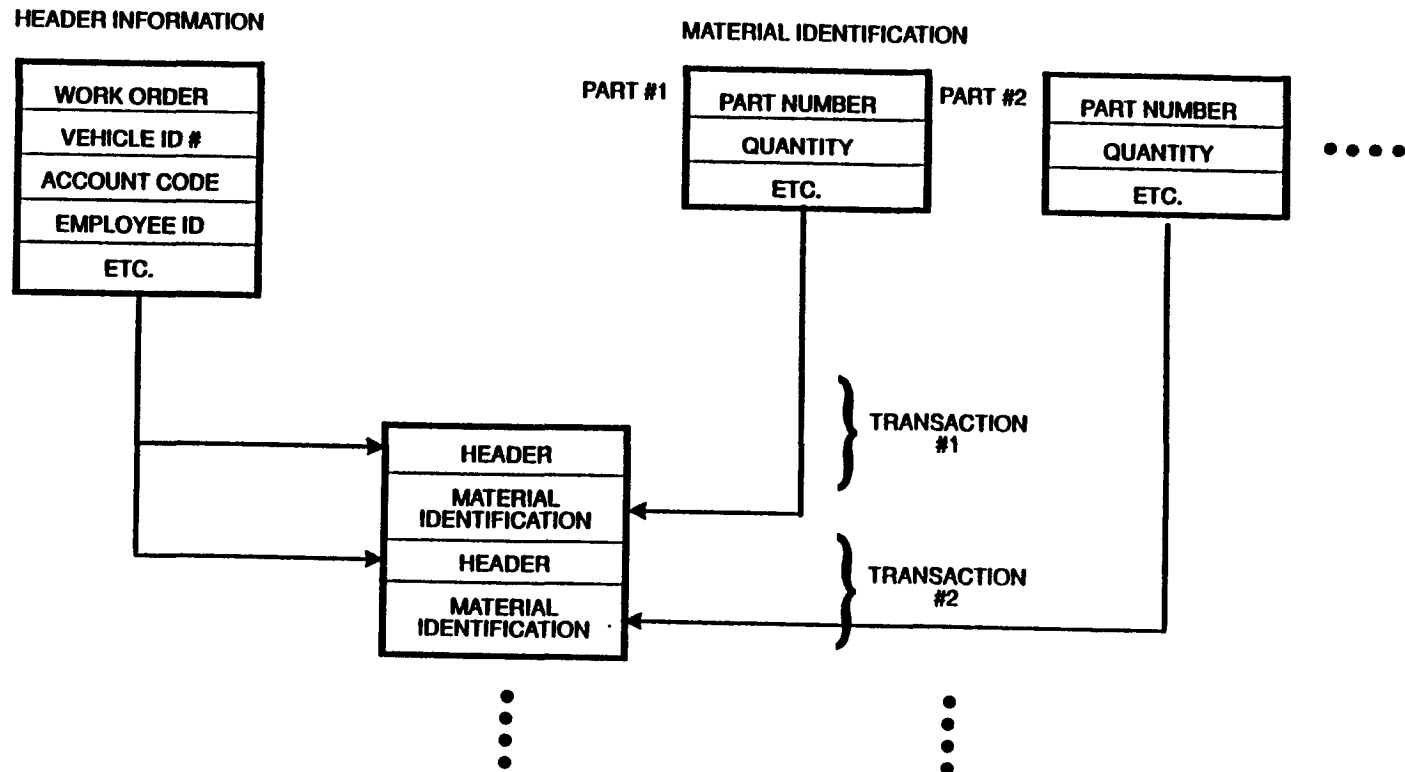 HEADER INFORMATION
WORK ORDER
VEHICLE ID #
ACCOUNT CODE
EMPLOYEE ID
ETC.
MATERIAL IDENTIFICATION
PART #1
PART NUMBER
QUANTITY
ETC.
PART #2
PART NUMBER
QUANTITY
ETC.
HEADER
MATERIAL
IDENTIFICATION
HEADER
MATERIAL
IDENTIFICATION
TRANSACTION
#1
TRANSACTION
#2